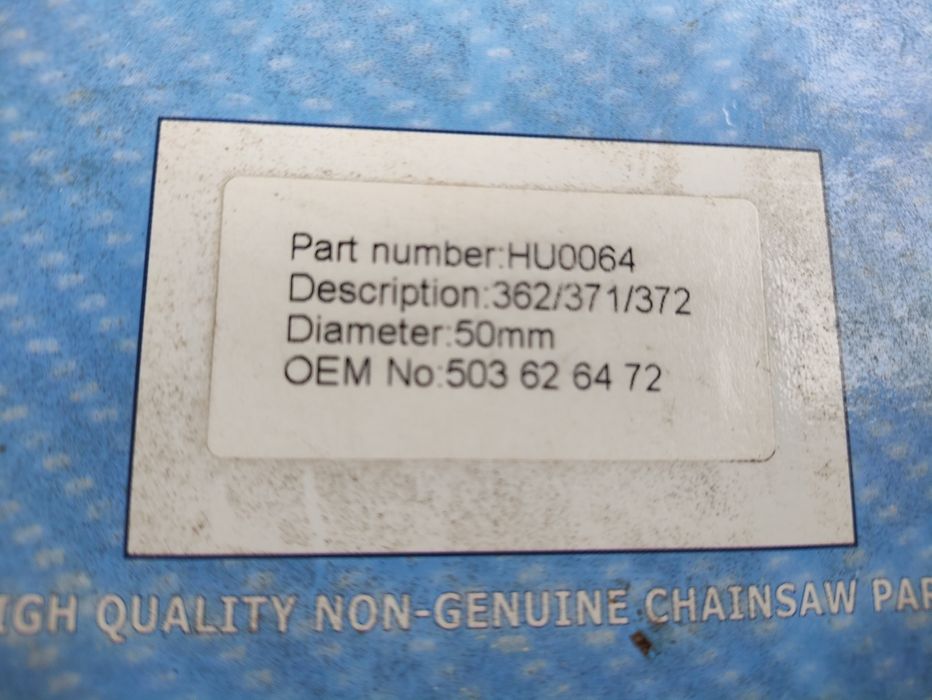 Part number:HU0064
Description:362/371/372
Diameter:50mm
OEM No:503 62 64 72
IGH QUALITY NON-GENUINE CHAINSAW PAR